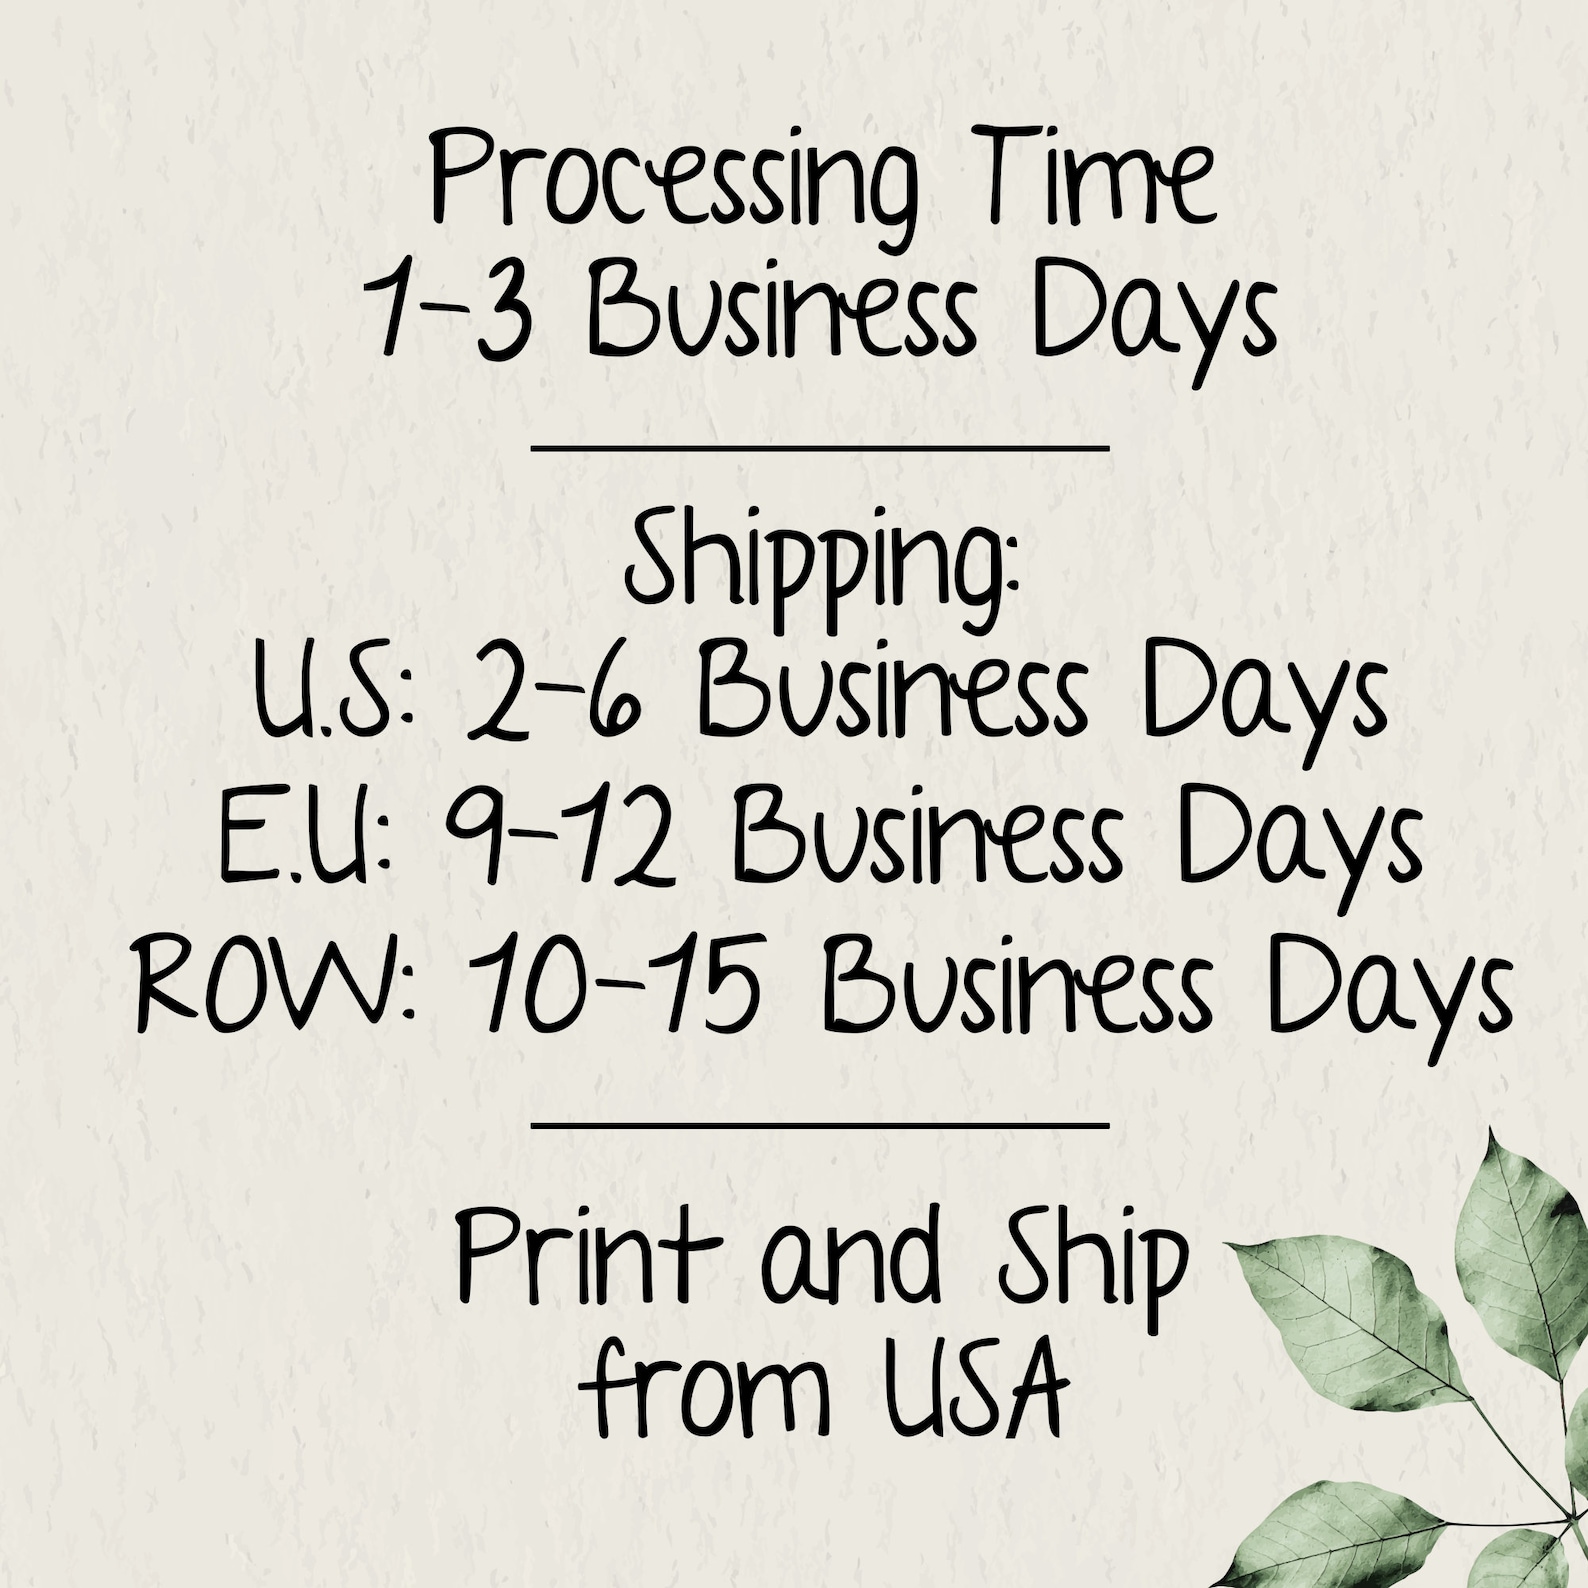 Processing Time
1-3 Business Days
Shipping:
U.S: 2-6 Business Days
E.U: 9-12 Business Days
ROW: 10-15 Business Days
Print and Ship
from USA